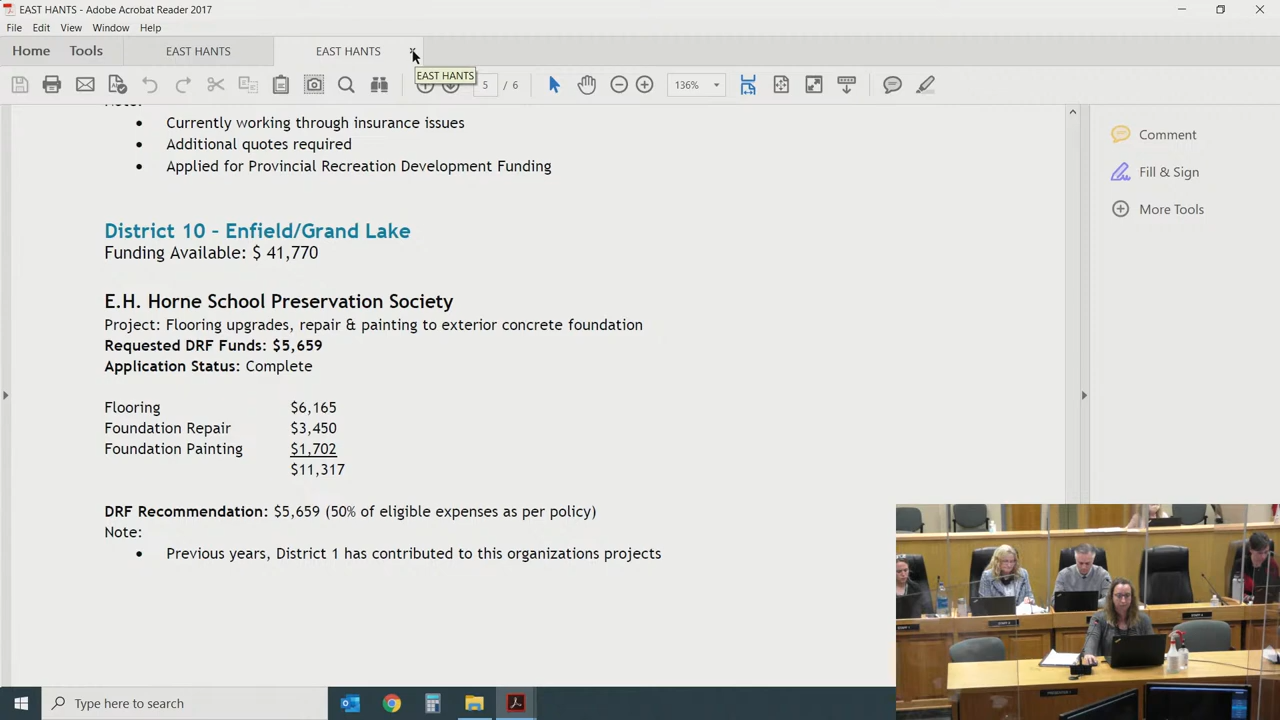 EAST HANTS - Adobe Acrobat Reader 2017
File Edit View Window Help
Home Tools EAST HANTS EAST HANTS
EAST HANTS
5 / 6 136%
Currently working through insurance issues
Additional quotes required
Applied for Provincial Recreation Development Funding
District 10 – Enfield/Grand Lake
Funding Available: $ 41,770
E.H. Horne School Preservation Society
Project: Flooring upgrades, repair & painting to exterior concrete foundation
Requested DRF Funds: $5,659
Application Status: Complete
Flooring $6,165
Foundation Repair $3,450
Foundation Painting $1,702
$11,317
DRF Recommendation: $5,659 (50% of eligible expenses as per policy)
Note:
Previous years, District 1 has contributed to this organizations projects
Comment
Fill & Sign
More Tools
Type here to search